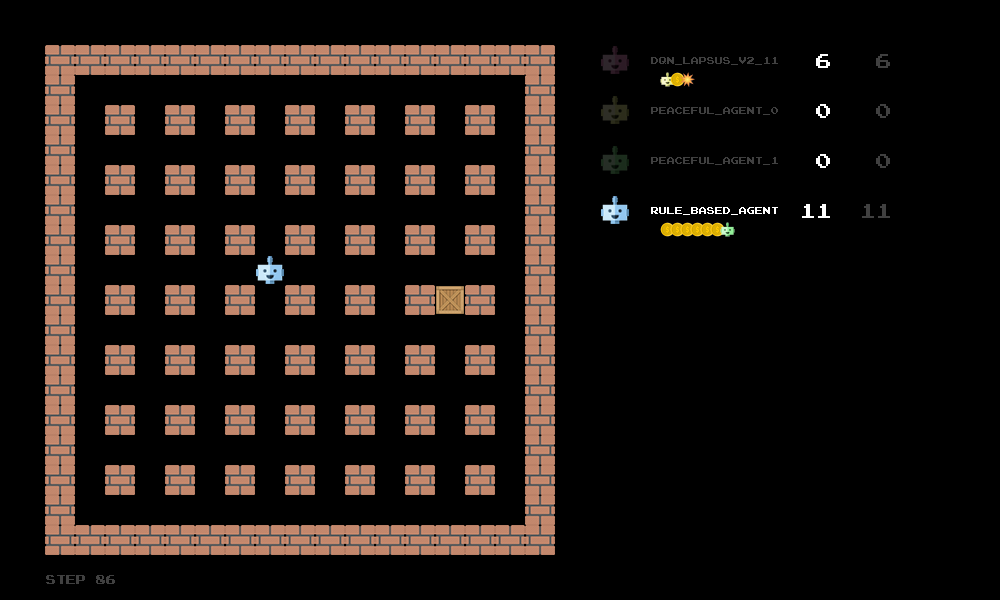 DQN_LAPSUS_V2_11 6 6
PEACEFUL_AGENT_0 0 0
PEACEFUL_AGENT_1 0 0
RULE_BASED_AGENT 11 11
STEP 86